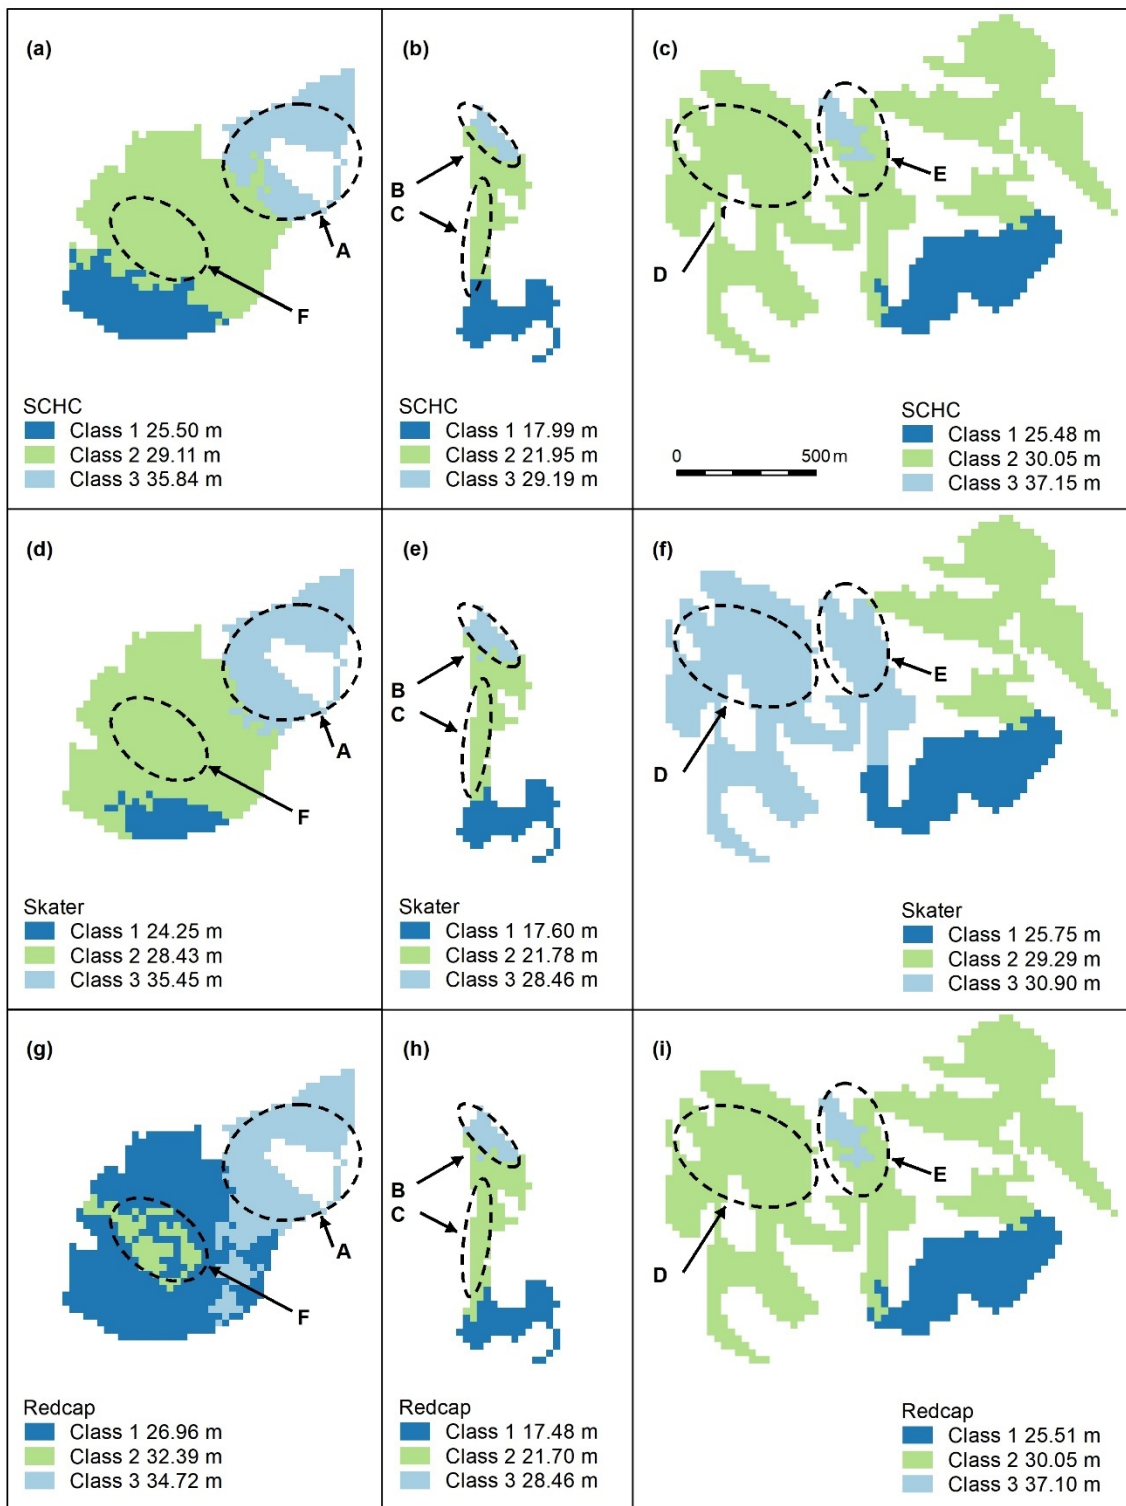 (a)
A
F
SCHC
Class 1 25.50 m
Class 2 29.11 m
Class 3 35.84 m
(b)
B
C
SCHC
Class 1 17.99 m
Class 2 21.95 m
Class 3 29.19 m
(c)
E
D
0 500 m
SCHC
Class 1 25.48 m
Class 2 30.05 m
Class 3 37.15 m
(d)
A
F
Skater
Class 1 24.25 m
Class 2 28.43 m
Class 3 35.45 m
(e)
B
C
Skater
Class 1 17.60 m
Class 2 21.78 m
Class 3 28.46 m
(f)
E
D
Skater
Class 1 25.75 m
Class 2 29.29 m
Class 3 30.90 m
(g)
A
F
Redcap
Class 1 26.96 m
Class 2 32.39 m
Class 3 34.72 m
(h)
B
C
Redcap
Class 1 17.48 m
Class 2 21.70 m
Class 3 28.46 m
(i)
E
D
Redcap
Class 1 25.51 m
Class 2 30.05 m
Class 3 37.10 m